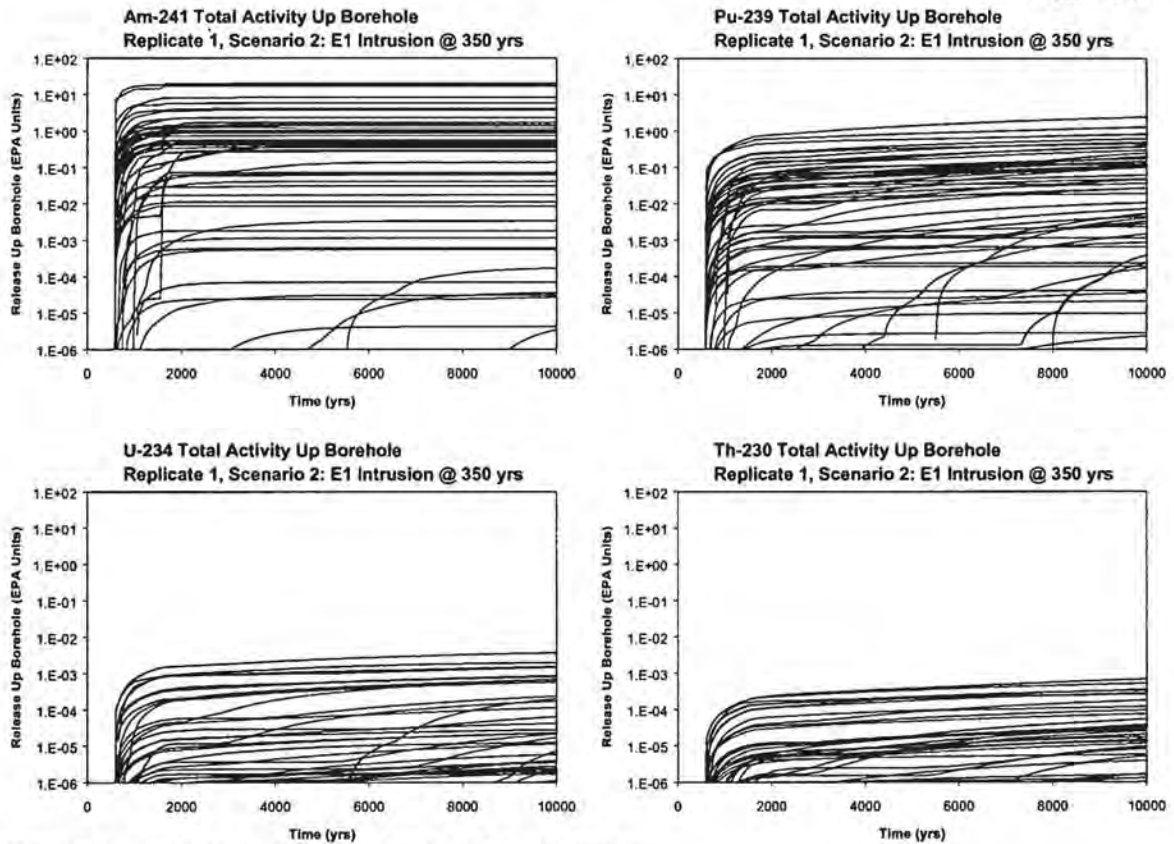 Am-241 Total Activity Up Borehole
Replicate 1, Scenario 2: E1 Intrusion @ 350 yrs
Release Up Borehole (EPA Units)
1.E+02
1.E+01
1.E+00
1.E-01
1.E-02
1.E-03
1.E-04
1.E-05
1.E-06
0 2000 4000 6000 8000 10000
Time (yrs)
Pu-239 Total Activity Up Borehole
Replicate 1, Scenario 2: E1 Intrusion @ 350 yrs
Release Up Borehole (EPA Units)
1.E+02
1.E+01
1.E+00
1.E-01
1.E-02
1.E-03
1.E-04
1.E-05
1.E-06
0 2000 4000 6000 8000 10000
Time (yrs)
U-234 Total Activity Up Borehole
Replicate 1, Scenario 2: E1 Intrusion @ 350 yrs
Release Up Borehole (EPA Units)
1.E+02
1.E+01
1.E+00
1.E-01
1.E-02
1.E-03
1.E-04
1.E-05
1.E-06
0 2000 4000 6000 8000 10000
Time (yrs)
Th-230 Total Activity Up Borehole
Replicate 1, Scenario 2: E1 Intrusion @ 350 yrs
Release Up Borehole (EPA Units)
1.E+02
1.E+01
1.E+00
1.E-01
1.E-02
1.E-03
1.E-04
1.E-05
1.E-06
0 2000 4000 6000 8000 10000
Time (yrs)